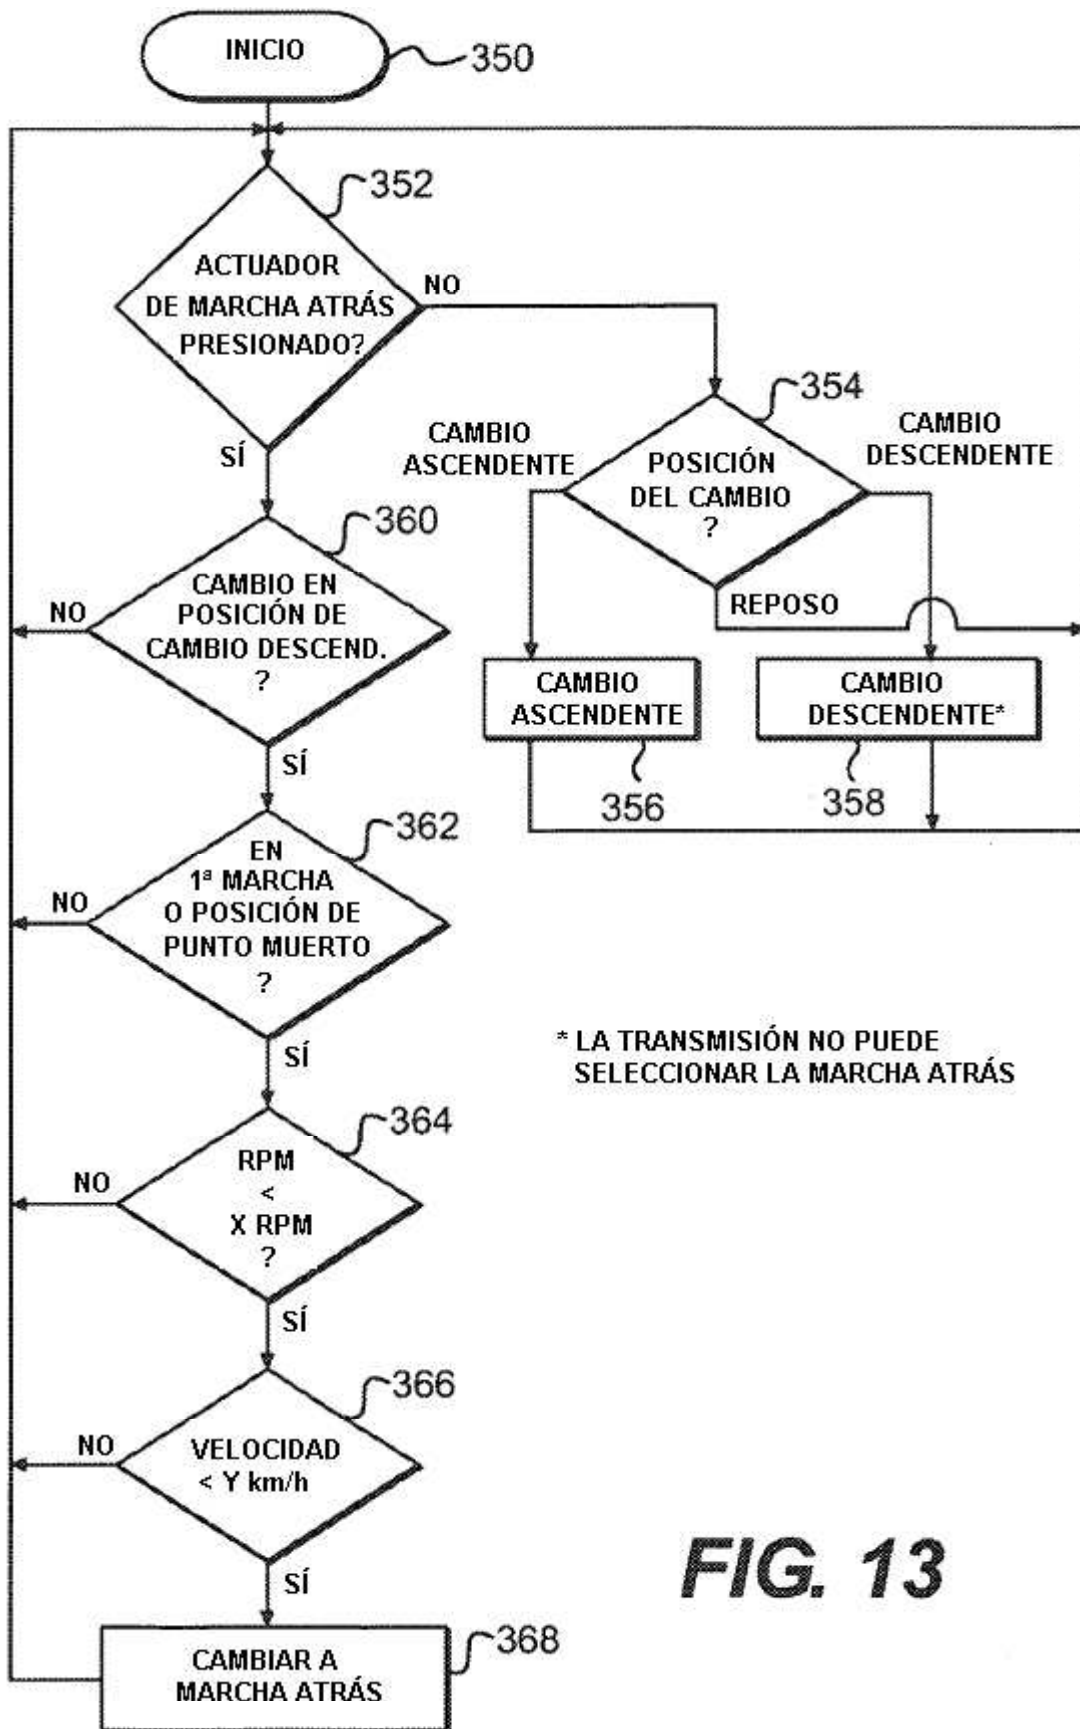 INICIO
350
352
ACTUADOR
DE MARCHA ATRÁS
PRESIONADO?
NO
SÍ
354
CAMBIO
ASCENDENTE
POSICIÓN
DEL CAMBIO
?
CAMBIO
DESCENDENTE
REPOSO
CAMBIO
ASCENDENTE
356
CAMBIO
DESCENDENTE*
358
360
CAMBIO EN
POSICIÓN DE
CAMBIO DESCEND.
?
NO
SÍ
362
EN
1ª MARCHA
O POSICIÓN DE
PUNTO MUERTO
?
NO
SÍ
* LA TRANSMISIÓN NO PUEDE
SELECCIONAR LA MARCHA ATRÁS
364
RPM
<
X RPM
?
NO
SÍ
366
VELOCIDAD
< Y km/h
NO
SÍ
368
CAMBIAR A
MARCHA ATRÁS
FIG. 13